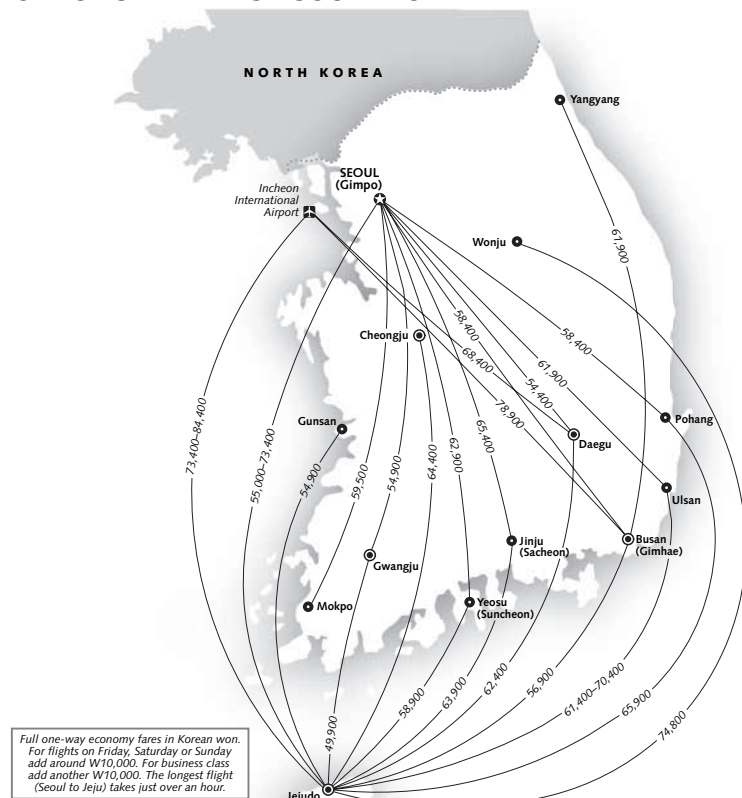 NORTH KOREA
Yangyang
SEOUL
(Gimpo)
Incheon
International
Airport
Wonju
61,900
58,400
58,400
Cheongju
68,400
61,900
54,400
78,900
73,400–84,400
55,000–73,400
Gunsan
54,900
59,500
54,900
64,400
62,900
65,400
Daegu
Pohang
Ulsan
Jinju
(Sacheon)
Busan
(Gimhae)
Gwangju
Mokpo
Yeosu
(Suncheon)
49,900
58,900
63,900
62,400
56,900
61,400–70,400
65,900
74,800
Full one-way economy fares in Korean won.
For flights on Friday, Saturday or Sunday
add around W10,000. For business class
add another W10,000. The longest flight
(Seoul to Jeju) takes just over an hour.
Jejudo